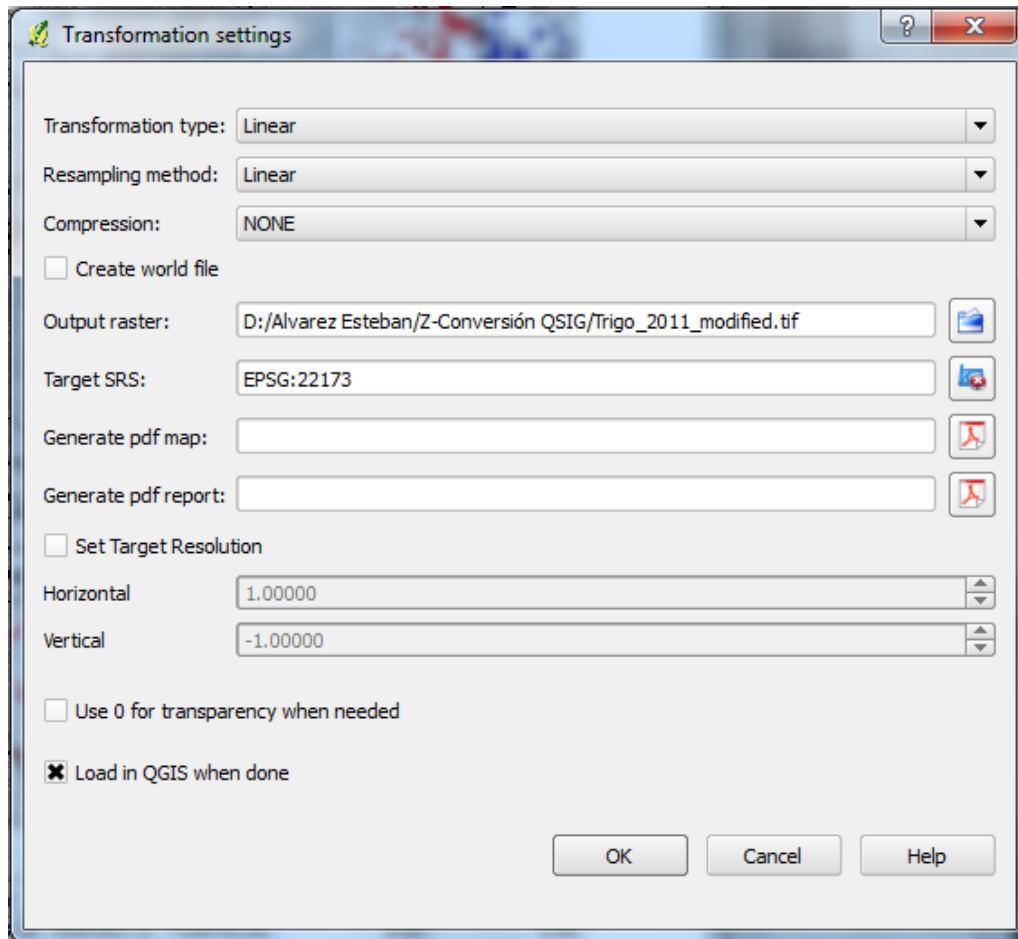 Transformation settings
Transformation type: Linear
Resampling method: Linear
Compression: NONE
Create world file
Output raster: D:/Alvarez Esteban/Z-Conversión QSIG/Trigo_2011_modified.tif
Target SRS: EPSG:22173
Generate pdf map:
Generate pdf report:
Set Target Resolution
Horizontal 1.00000
Vertical -1.00000
Use 0 for transparency when needed
Load in QGIS when done
OK Cancel Help